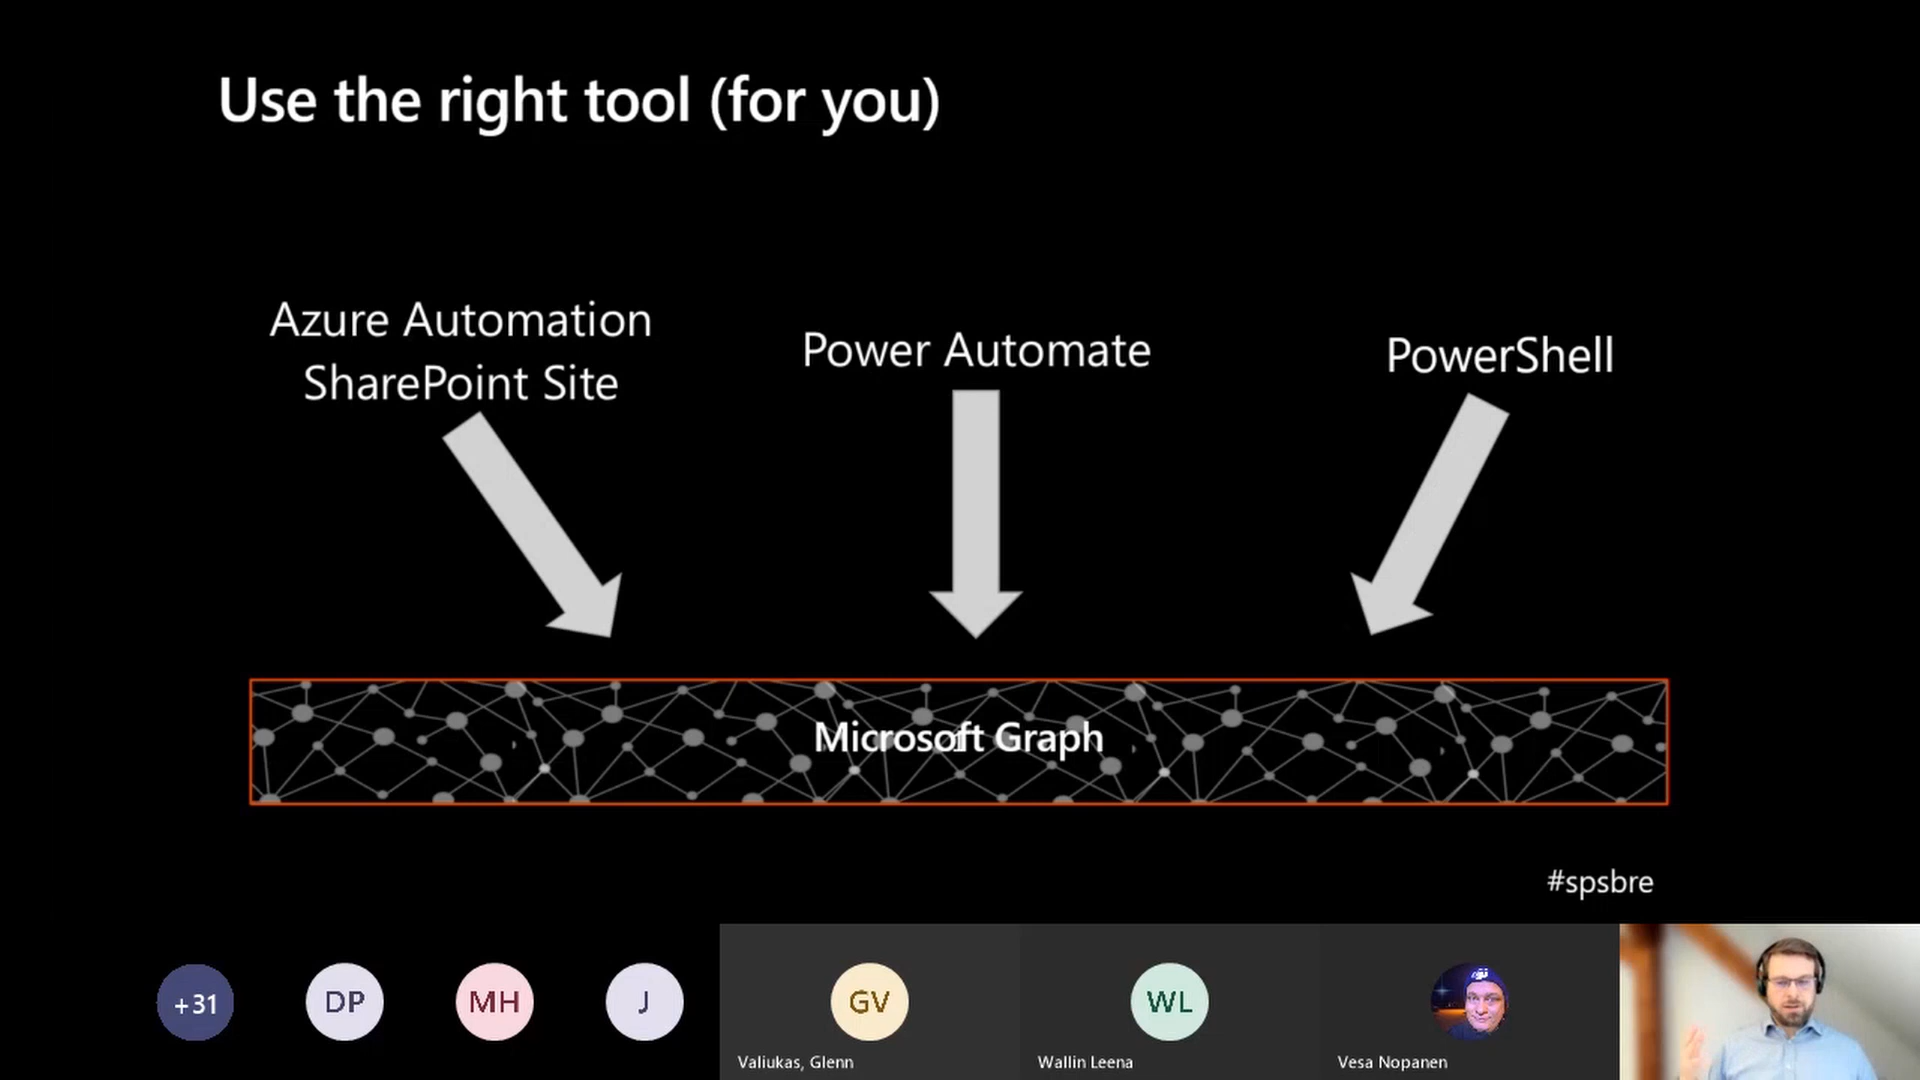 Use the right tool (for you)
Azure Automation
SharePoint Site
Power Automate
PowerShell
Microsoft Graph
#spsbre
+31
DP
MH
J
GV
WL
Valiukas, Glenn
Wallin Leena
Vesa Nopanen